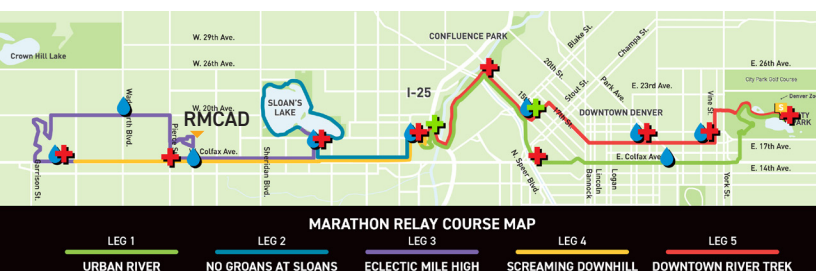 W. 29th Ave.
CONFLUENCE PARK
Blake St.
Champa St.
Crown Hill Lake
W. 26th Ave.
20th St.
E. 26th Ave.
Stout St.
Park Ave.
E. 23rd Ave.
City Park Golf Course
I-25
Denver Zoo
SLOAN'S
LAKE
W. 20th Ave.
RMCAD
15th
17th St.
DOWNTOWN DENVER
Vine St.
CITY
PARK
Wadsworth Blvd.
Pierce St.
Colfax Ave.
E. Colfax Ave.
E. 17th Ave.
E. 14th Ave.
Garrison St.
Sheridan Blvd.
N. Speer Blvd.
Bannock
Lincoln
Logan
York St.
MARATHON RELAY COURSE MAP
LEG 1
LEG 2
LEG 3
LEG 4
LEG 5
URBAN RIVER
NO GROANS AT SLOANS
ECLECTIC MILE HIGH
SCREAMING DOWNHILL
DOWNTOWN RIVER TREK